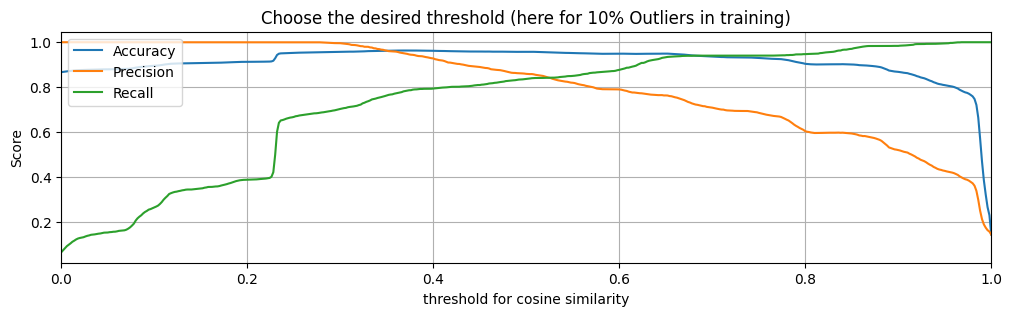 Choose the desired threshold (here for 10% Outliers in training)
Score
1.0
0.8
0.6
0.4
0.2
Accuracy
Precision
Recall
0.0 0.2 0.4 0.6 0.8 1.0
threshold for cosine similarity